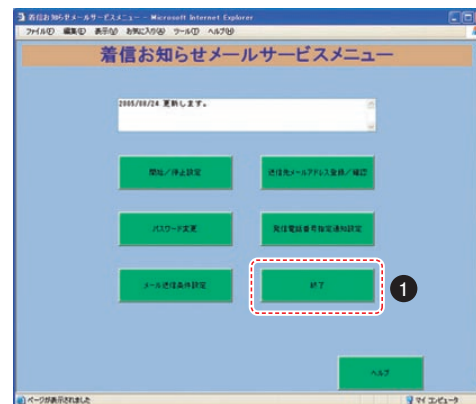 着信お知らせメールサービスメニュー - Microsoft Internet Explorer
ファイル(F) 編集(E) 表示(V) お気に入り(A) ツール(T) ヘルプ(H)
着信お知らせメールサービスメニュー
2005/08/24 更新します。
開始/停止設定
送信先メールアドレス登録/確認
パスワード変更
発信電話番号指定通知設定
メール送信条件設定
終了
1
ヘルプ
ページが表示されました
マイ コンピュータ